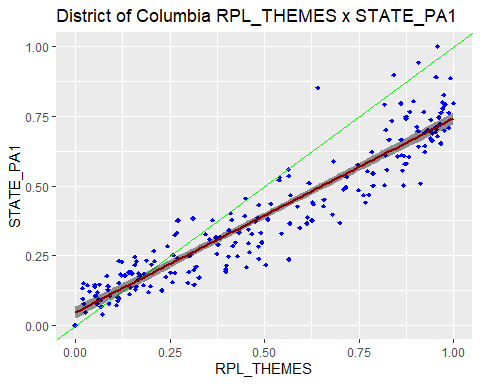 District of Columbia RPL_THEMES x STATE_PA1
1.00
0.75
0.50
0.25
0.00
STATE_PA1
0.00 0.25 0.50 0.75 1.00
RPL_THEMES